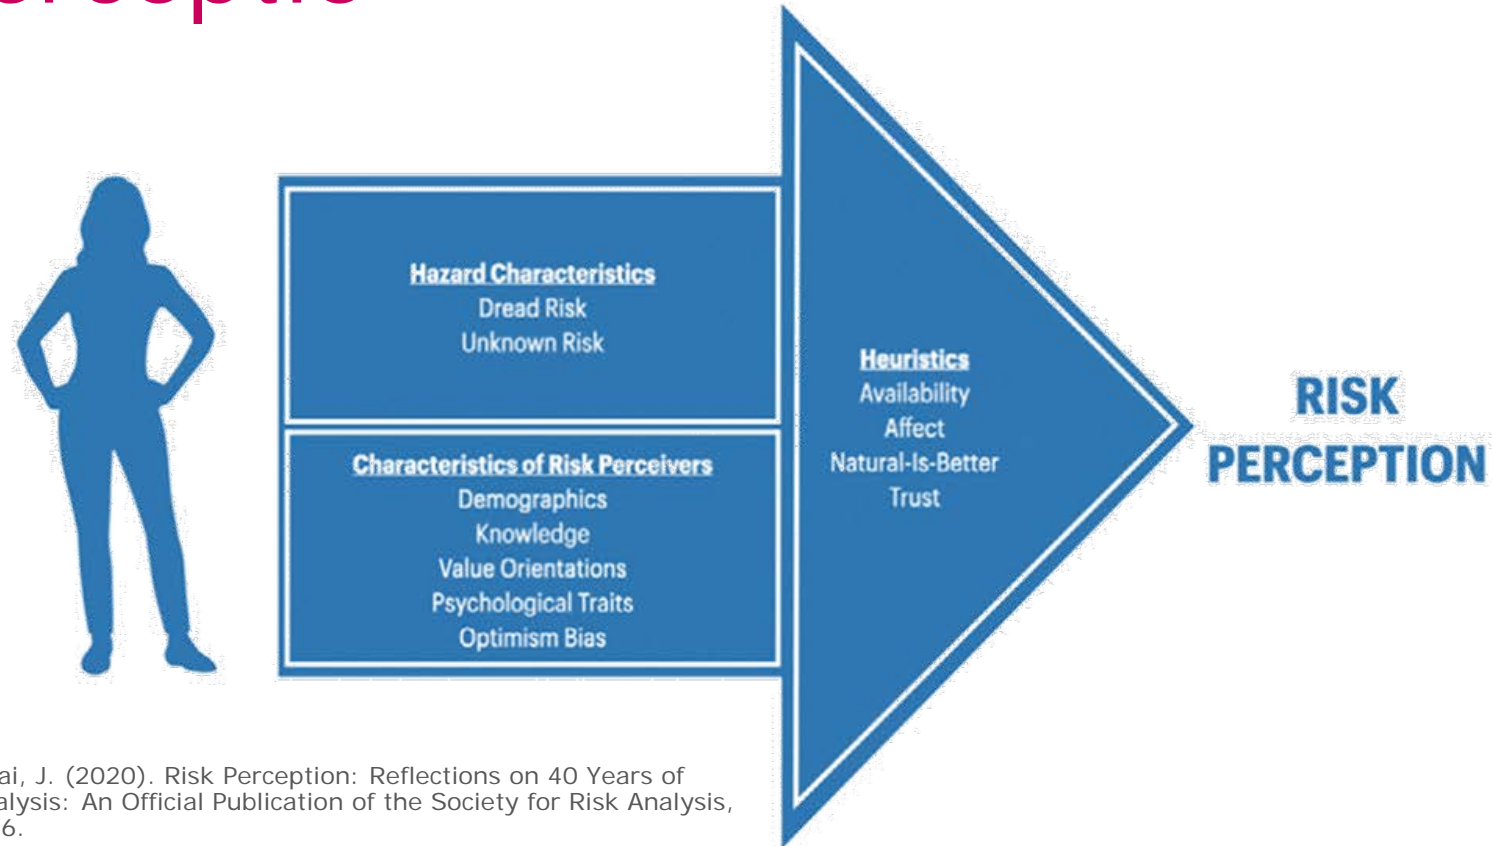 erceptio
Hazard Characteristics
Dread Risk
Unknown Risk
Characteristics of Risk Perceivers
Demographics
Knowledge
Value Orientations
Psychological Traits
Optimism Bias
Heuristics
Availability
Affect
Natural-Is-Better
Trust
RISK
PERCEPTION
ai, J. (2020). Risk Perception: Reflections on 40 Years of
alysis: An Official Publication of the Society for Risk Analysis,
6.